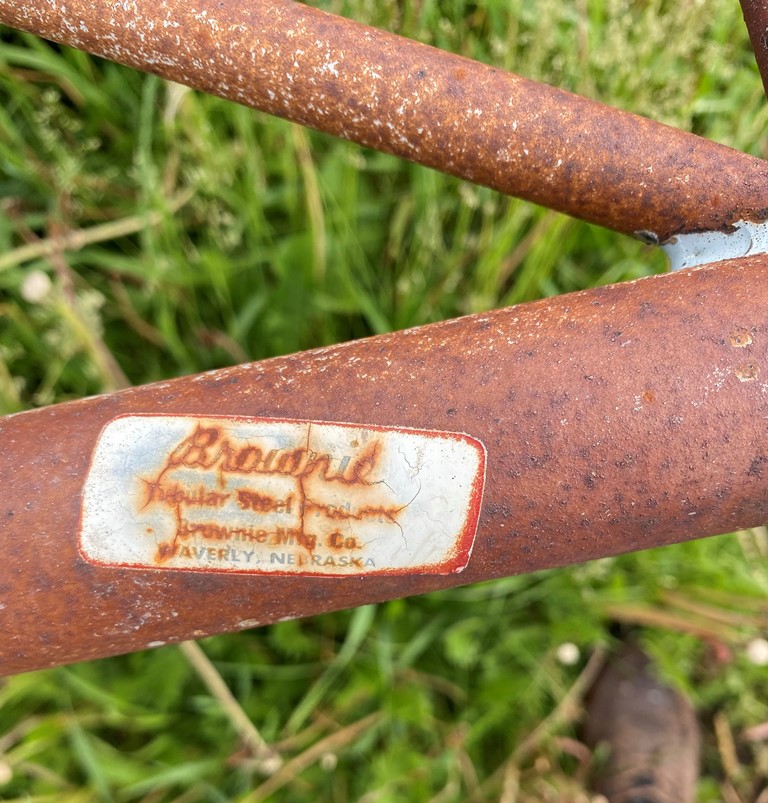 Brownie
Tubular Steel Products
Brownie Mfg. Co.
WAVERLY, NEBRASKA